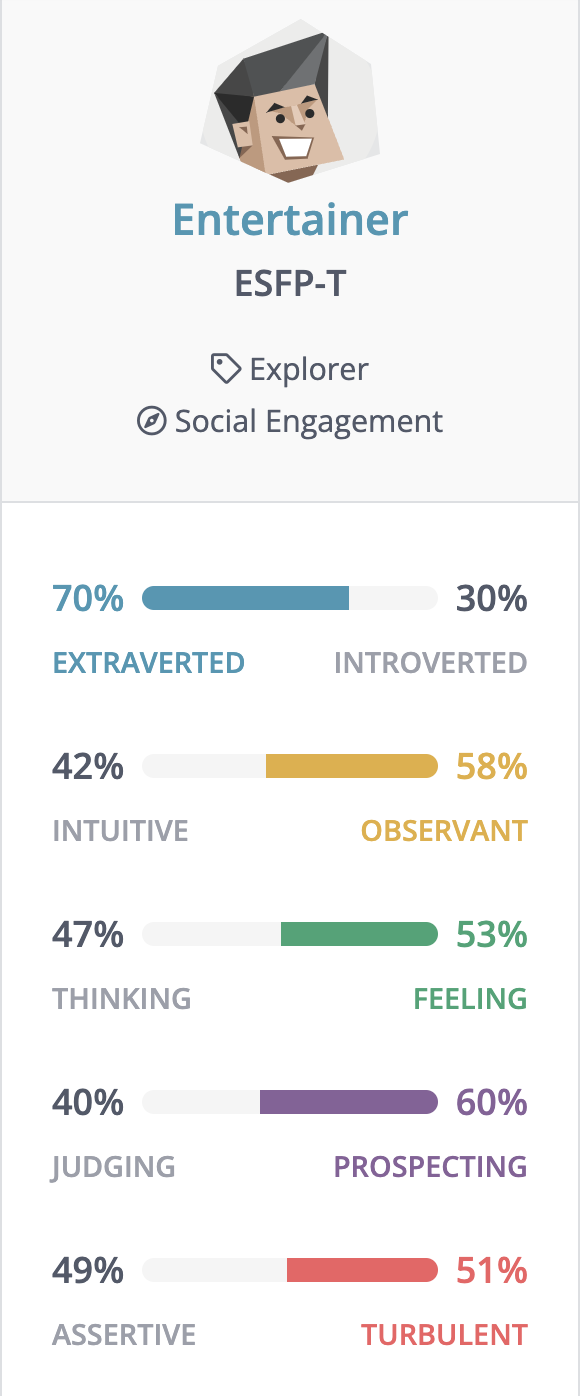 Entertainer
ESFP-T
Explorer
Social Engagement
70% 30%
EXTRAVERTED INTROVERTED
42% 58%
INTUITIVE OBSERVANT
47% 53%
THINKING FEELING
40% 60%
JUDGING PROSPECTING
49% 51%
ASSERTIVE TURBULENT